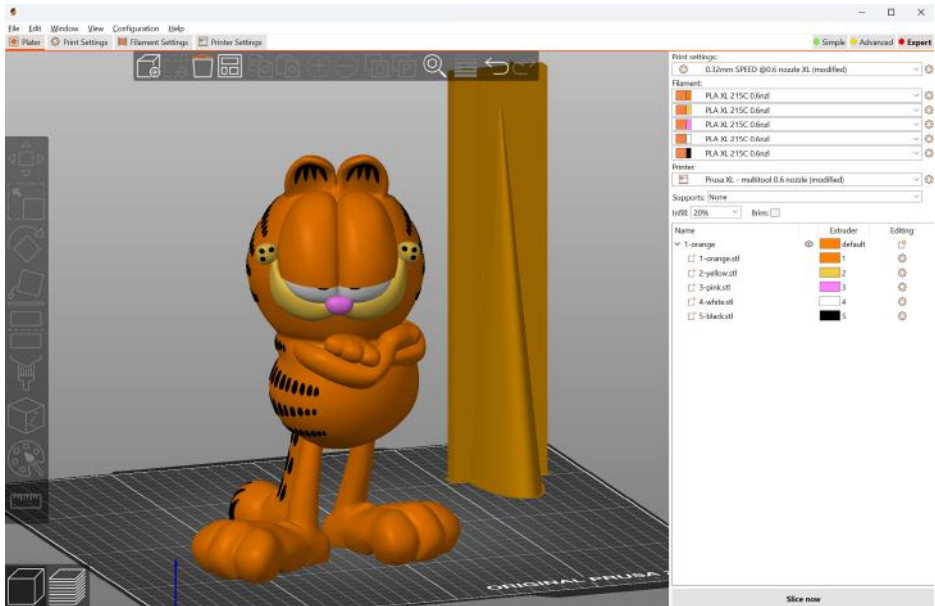 File Edit Window View Configuration Help
Plater Print Settings Filament Settings Printer Settings Simple Advanced Expert
Print settings:
0.32mm SPEED @0.6 nozzle XL (modified)
Filament:
PLA XL 215C 0.6nzl
PLA XL 215C 0.6nzl
PLA XL 215C 0.6nzl
PLA XL 215C 0.6nzl
PLA XL 215C 0.6nzl
Printer:
Prusa XL - multitool 0.6 nozzle (modified)
Supports: None
Infill: 20% Brim:
Name Extruder Editing
1-orange default
1-orange.stl 1
2-yellow.stl 2
3-pink.stl 3
4-white.stl 4
5-black.stl 5
ORIGINAL PRUSA
Slice now